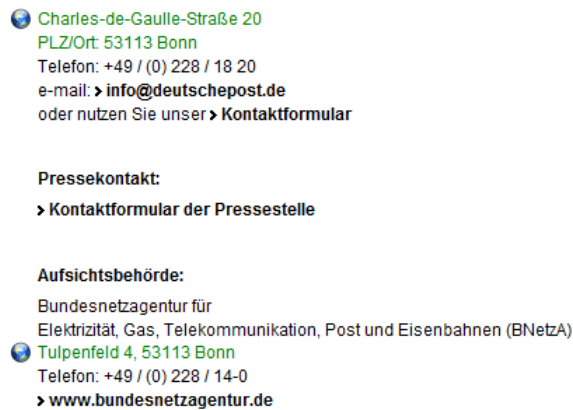 Charles-de-Gaulle-Straße 20
PLZ/Ort: 53113 Bonn
Telefon: +49 / (0) 228 / 18 20
e-mail: › info@deutschepost.de
oder nutzen Sie unser › Kontaktformular
Pressekontakt:
› Kontaktformular der Pressestelle
Aufsichtsbehörde:
Bundesnetzagentur für
Elektrizität, Gas, Telekommunikation, Post und Eisenbahnen (BNetzA)
Tulpenfeld 4, 53113 Bonn
Telefon: +49 / (0) 228 / 14-0
› www.bundesnetzagentur.de